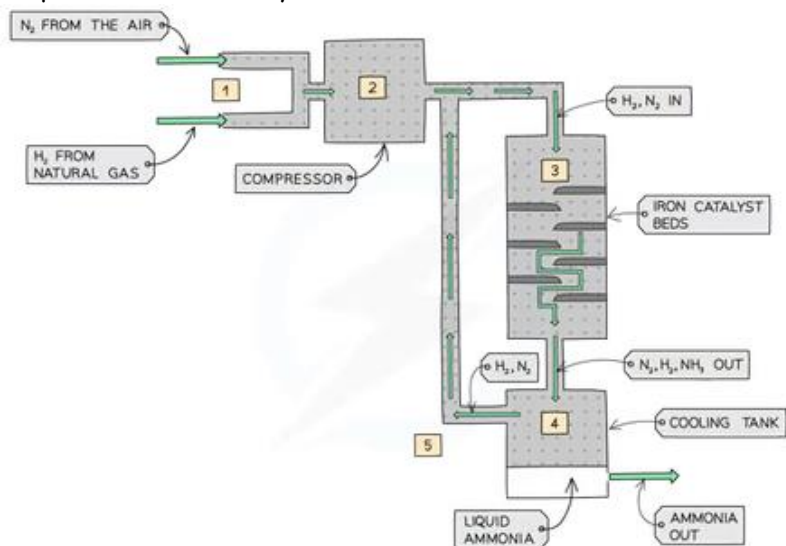 N₂ FROM THE AIR
1
2
H₂ FROM
NATURAL GAS
COMPRESSOR
H₂, N₂ IN
3
IRON CATALYST
BEDS
H₂, N₂
N₂, H₂, NH₃ OUT
4
COOLING TANK
5
LIQUID
AMMONIA
AMMONIA
OUT